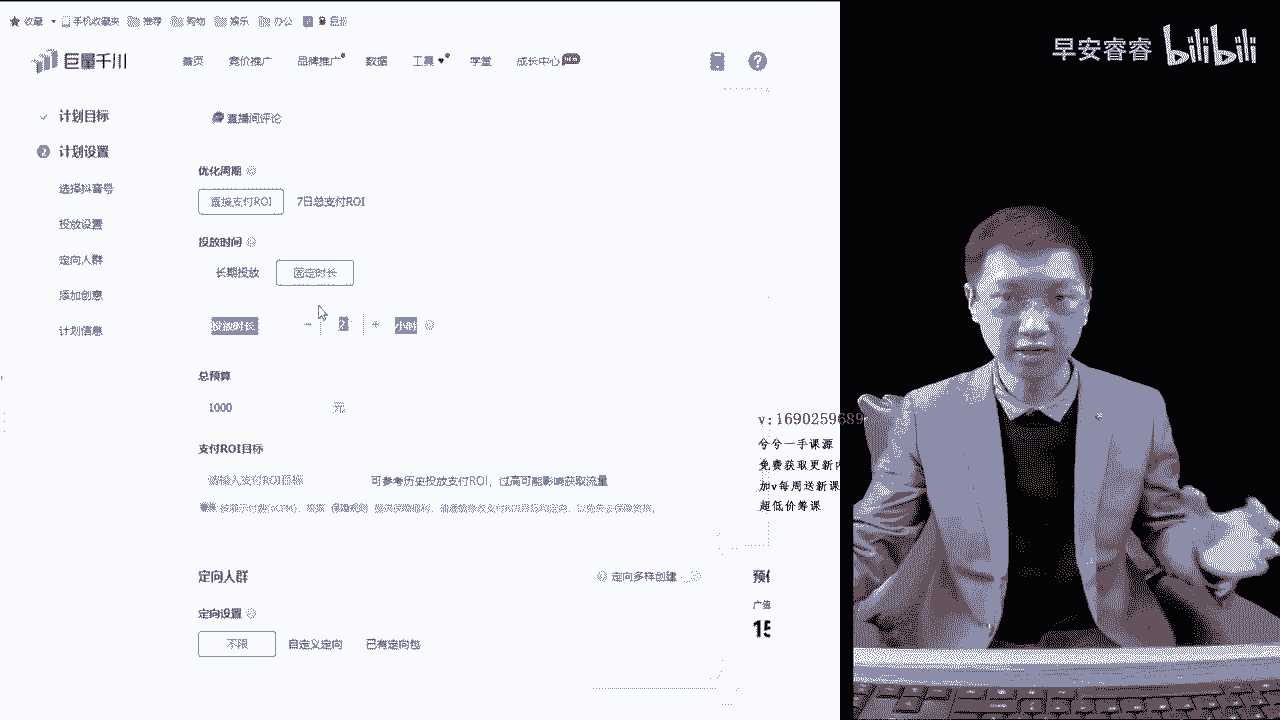 收藏 手机收藏夹 推荐 购物 娱乐 办公 巨量
巨量千川 首页 竞价推广 品牌推广 数据 工具 学堂 成长中心 new
早安睿睿 bilibili
计划目标
计划设置
选择抖音号
投放设置
定向人群
添加创意
计划信息
直播间评论
优化周期
直接支付ROI 7日总支付ROI
投放时间
长期投放 固定时长
投放时长 小时
总预算
1000 元
支付ROI目标
请输入支付ROI目标 可参考历史投放支付ROI，过高可能影响获取流量
定向人群 定向多样创建
定向设置
不限 自定义定向 已有定向包
预估
广告
15
v:1690259689
兮兮一手课源
免费获取更新内
加v每周送新课
超低价筹课